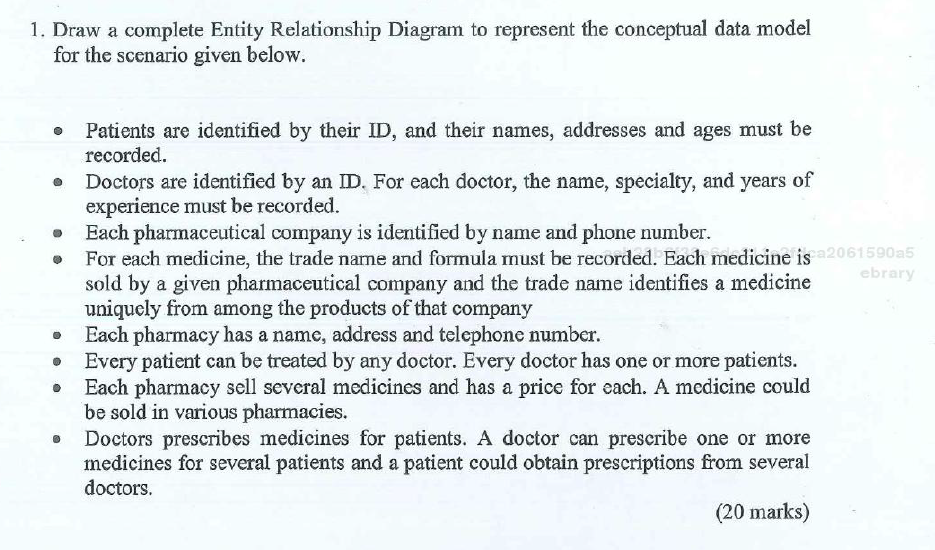 1. Draw a complete Entity Relationship Diagram to represent the conceptual data model
for the scenario given below.
• Patients are identified by their ID, and their names, addresses and ages must be
recorded.
• Doctors are identified by an ID. For each doctor, the name, specialty, and years of
experience must be recorded.
• Each pharmaceutical company is identified by name and phone number.
• For each medicine, the trade name and formula must be recorded. Each medicine is
sold by a given pharmaceutical company and the trade name identifies a medicine
uniquely from among the products of that company
ca2061590a5
ebrary
• Each pharmacy has a name, address and telephone number.
• Every patient can be treated by any doctor. Every doctor has one or more patients.
• Each pharmacy sell several medicines and has a price for each. A medicine could
be sold in various pharmacies.
• Doctors prescribes medicines for patients. A doctor can prescribe one or more
medicines for several patients and a patient could obtain prescriptions from several
doctors.
(20 marks)